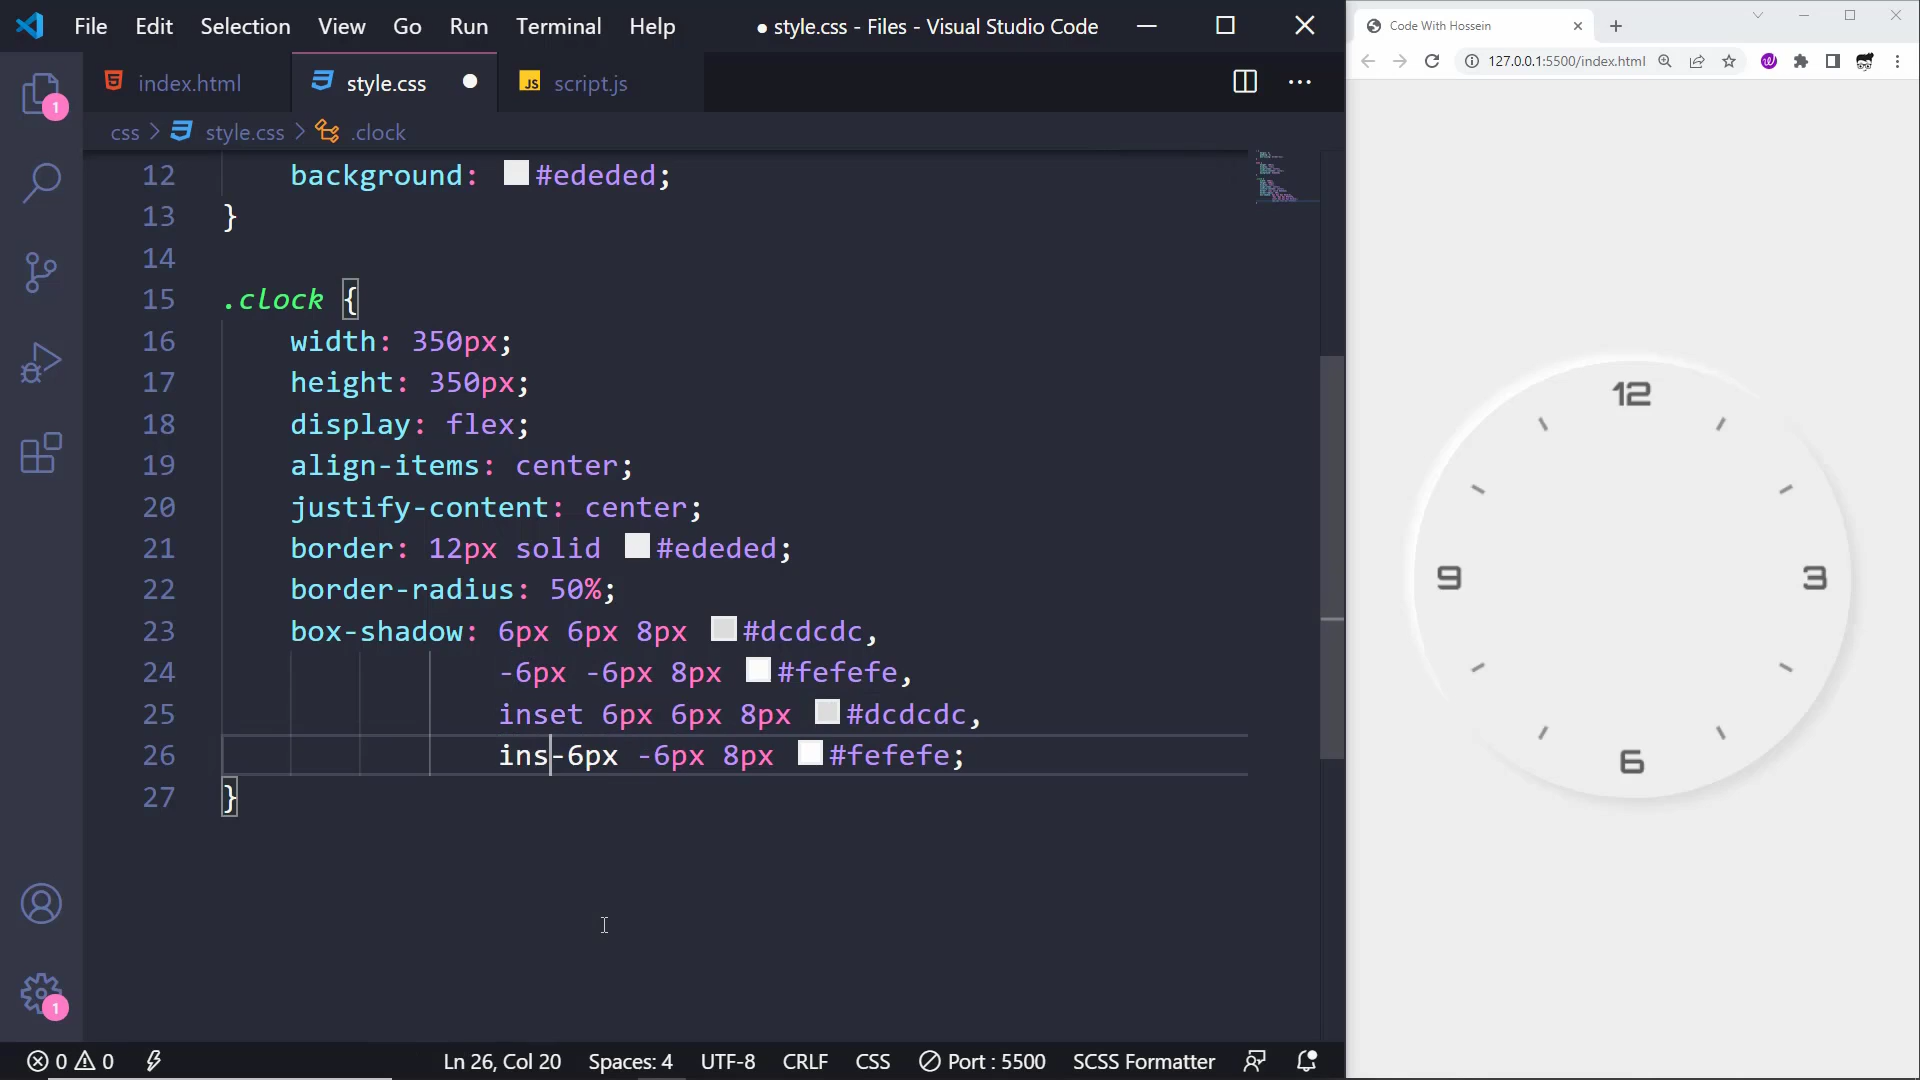 File Edit Selection View Go Run Terminal Help ● style.css - Files - Visual Studio Code
index.html style.css script.js
css > style.css > .clock
12 background: #ededed;
13 }
14
15 .clock {
16 width: 350px;
17 height: 350px;
18 display: flex;
19 align-items: center;
20 justify-content: center;
21 border: 12px solid #ededed;
22 border-radius: 50%;
23 box-shadow: 6px 6px 8px #dcdcdc,
24 -6px -6px 8px #fefefe,
25 inset 6px 6px 8px #dcdcdc,
26 ins-6px -6px 8px #fefefe;
27 }
1
1
0 0 Ln 26, Col 20 Spaces: 4 UTF-8 CRLF CSS Port : 5500 SCSS Formatter
Code With Hossein
127.0.0.1:5500/index.html
12
9 3
6